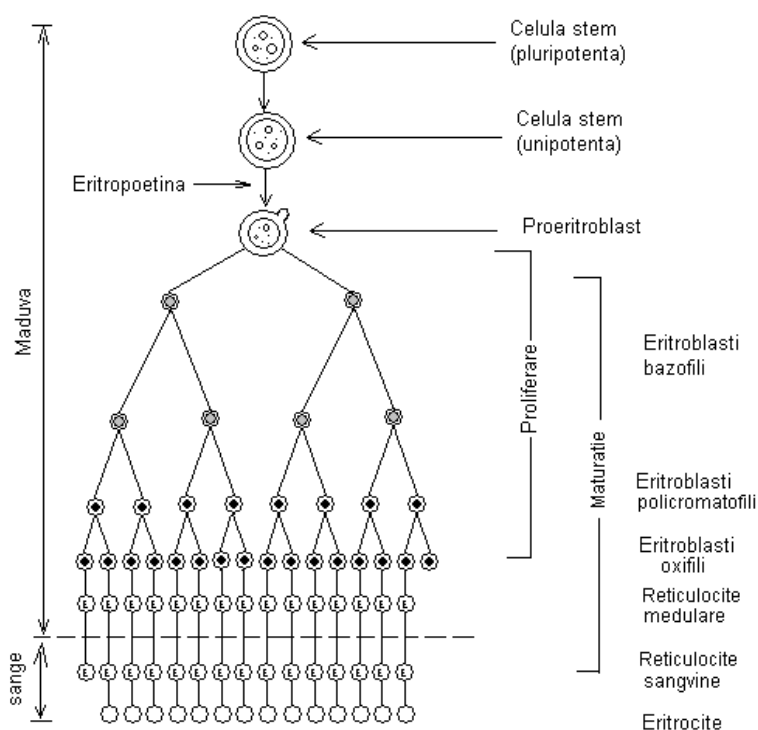 Celula stem
(pluripotenta)
Celula stem
(unipotenta)
Eritropoetina
Proeritroblast
Maduva
Proliferare
Maturatie
Eritroblasti
bazofili
Eritroblasti
policromatofili
Eritroblasti
oxifili
E E E E E E E E E E E E E E E
Reticulocite
medulare
sange
E E E E E E E E E E E E E E E
Reticulocite
sangvine
Eritrocite